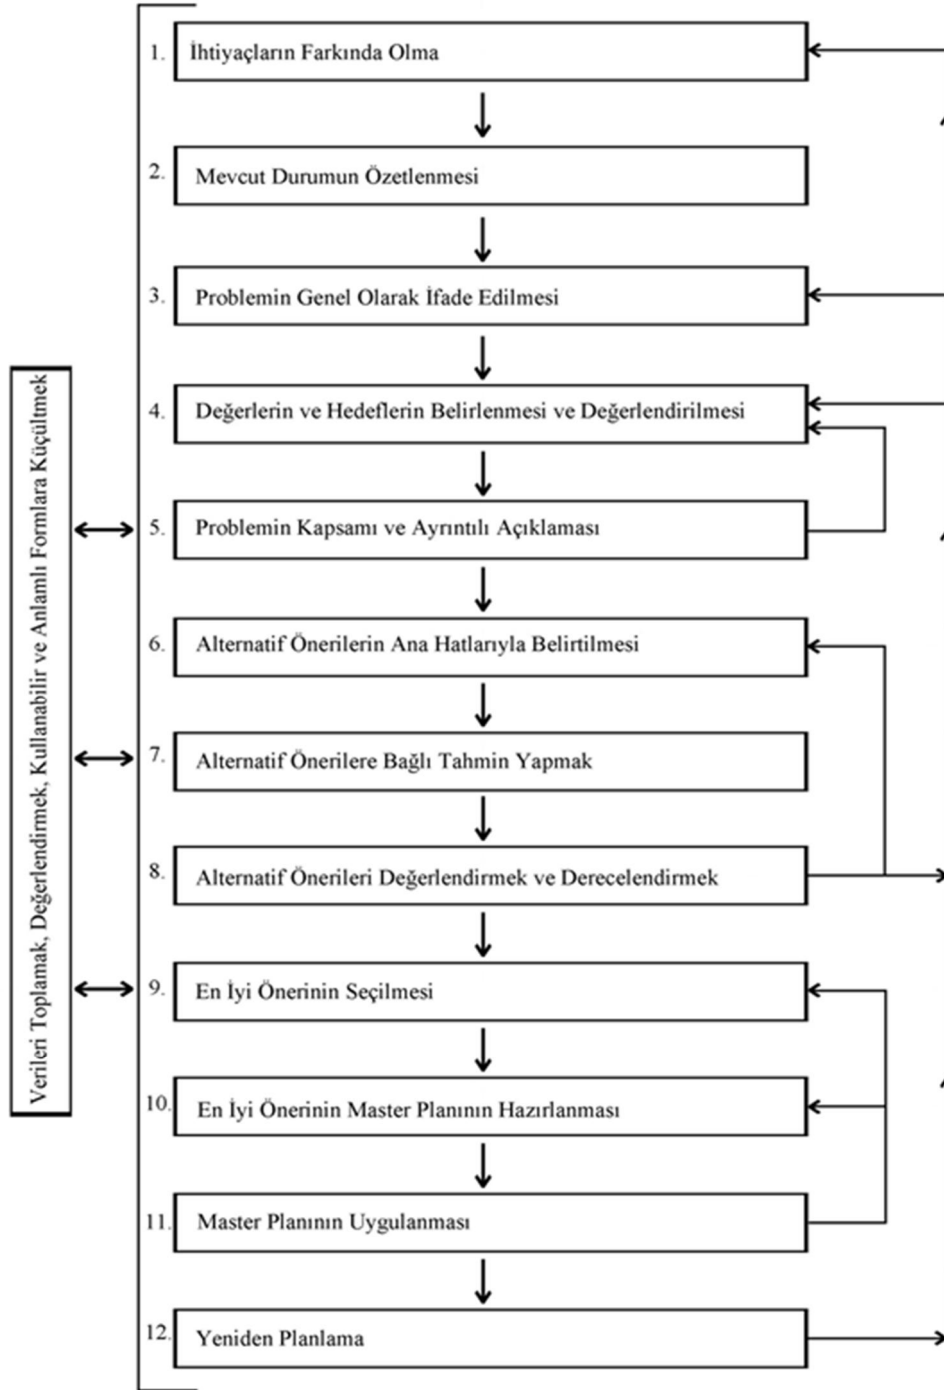 1. İhtiyaçların Farkında Olma
2. Mevcut Durumun Özetlenmesi
3. Problemin Genel Olarak İfade Edilmesi
4. Değerlerin ve Hedeflerin Belirlenmesi ve Değerlendirilmesi
5. Problemin Kapsamı ve Ayrıntılı Açıklaması
6. Alternatif Önerilerin Ana Hatlarıyla Belirtilmesi
7. Alternatif Önerilere Bağlı Tahmin Yapmak
8. Alternatif Önerileri Değerlendirmek ve Derecelendirmek
9. En İyi Önerinin Seçilmesi
10. En İyi Önerinin Master Planının Hazırlanması
11. Master Planının Uygulanması
12. Yeniden Planlama
Verileri Toplamak, Değerlendirmek, Kullanabilir ve Anlamlı Formlara Küçültmek